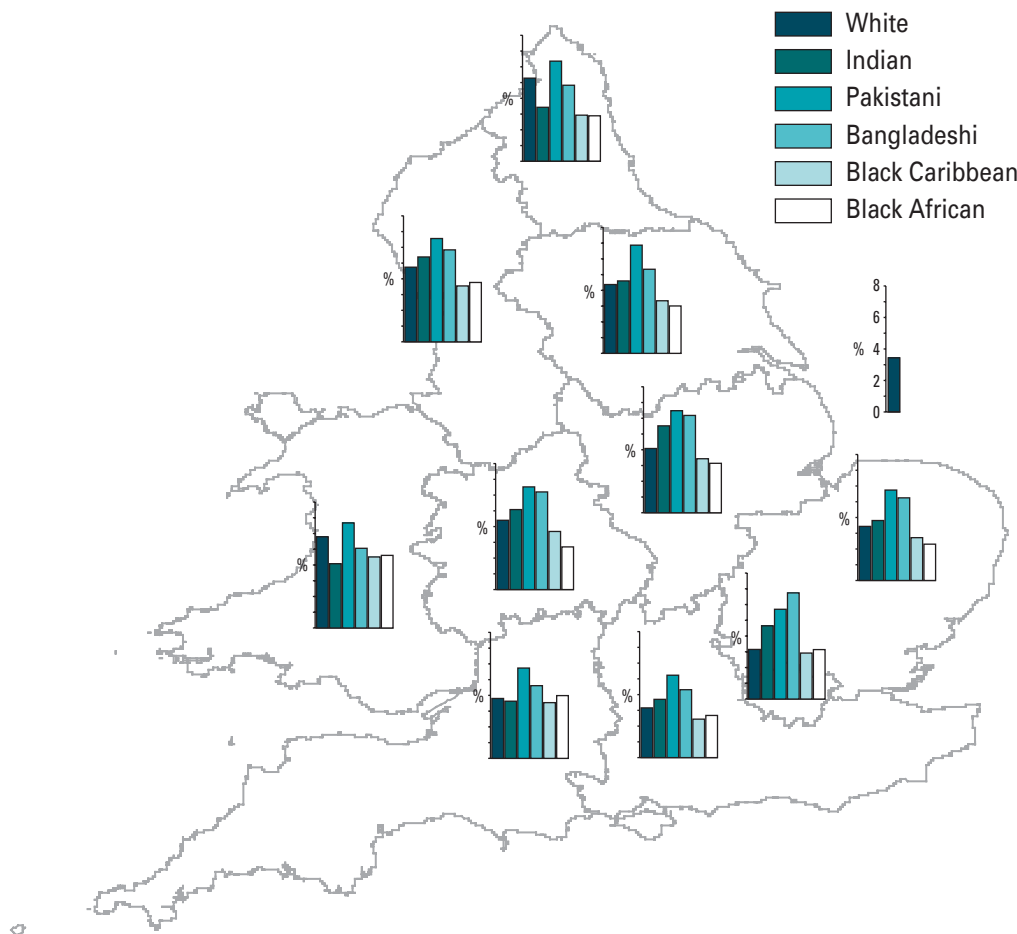 White
Indian
Pakistani
Bangladeshi
Black Caribbean
Black African
%
%
%
8
6
% 4
2
0
%
%
%
%
%
%
%